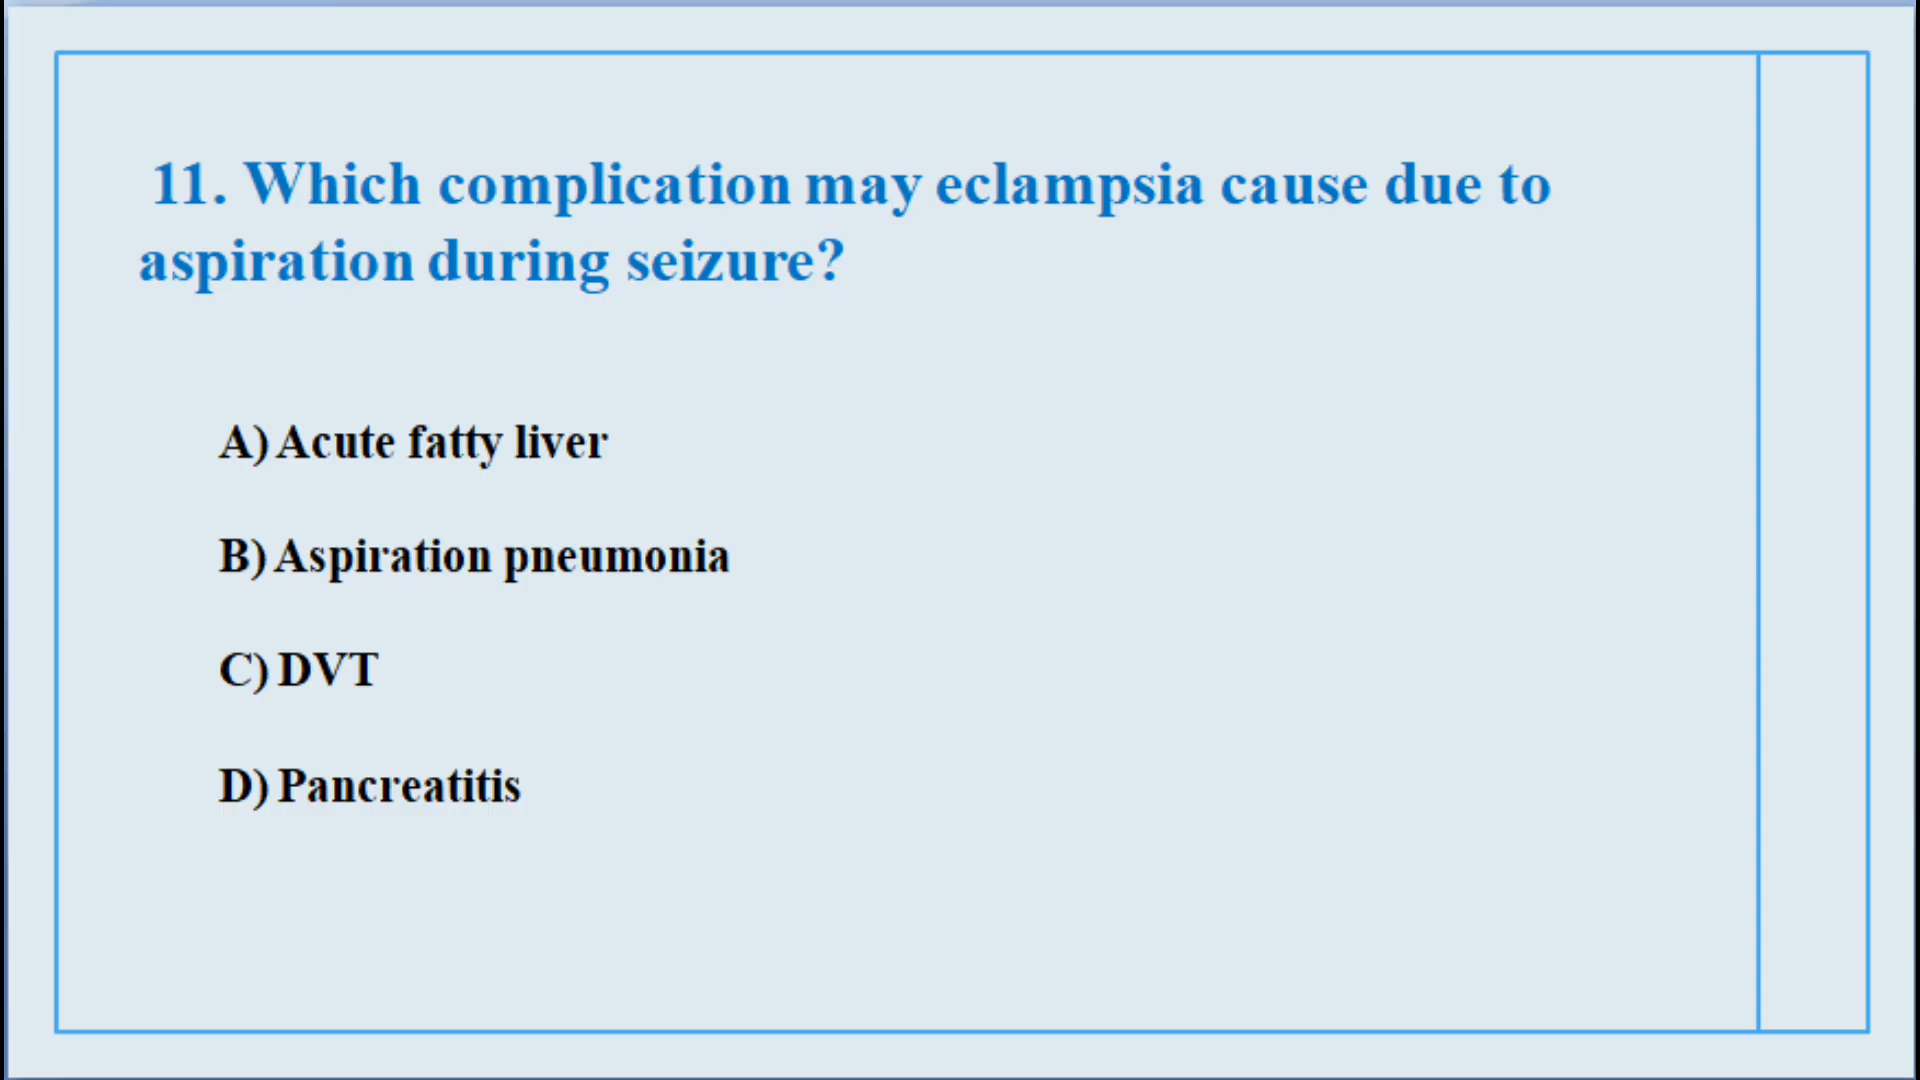 11. Which complication may eclampsia cause due to
aspiration during seizure?
A) Acute fatty liver
B) Aspiration pneumonia
C) DVT
D) Pancreatitis